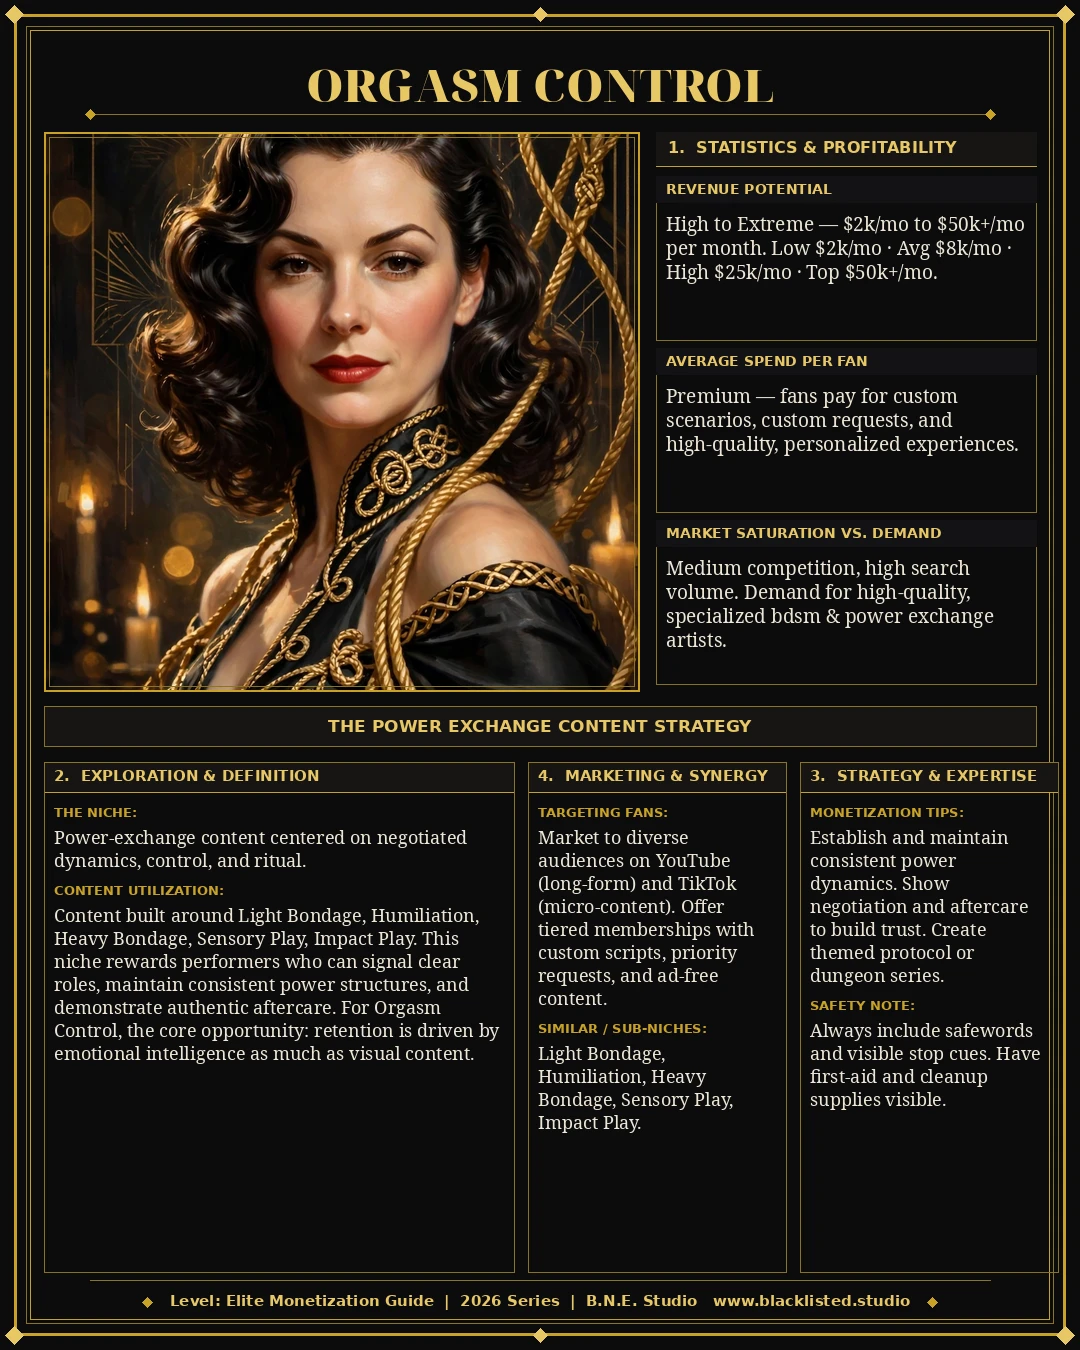 ORGASM CONTROL
1. STATISTICS & PROFITABILITY
REVENUE POTENTIAL
High to Extreme — $2k/mo to $50k+/mo
per month. Low $2k/mo · Avg $8k/mo ·
High $25k/mo · Top $50k+/mo.
AVERAGE SPEND PER FAN
Premium — fans pay for custom
scenarios, custom requests, and
high-quality, personalized experiences.
MARKET SATURATION VS. DEMAND
Medium competition, high search
volume. Demand for high-quality,
specialized bdsm & power exchange
artists.
THE POWER EXCHANGE CONTENT STRATEGY
2. EXPLORATION & DEFINITION
THE NICHE:
Power-exchange content centered on negotiated
dynamics, control, and ritual.
CONTENT UTILIZATION:
Content built around Light Bondage, Humiliation,
Heavy Bondage, Sensory Play, Impact Play. This
niche rewards performers who can signal clear
roles, maintain consistent power structures, and
demonstrate authentic aftercare. For Orgasm
Control, the core opportunity: retention is driven by
emotional intelligence as much as visual content.
4. MARKETING & SYNERGY
TARGETING FANS:
Market to diverse
audiences on YouTube
(long-form) and TikTok
(micro-content). Offer
tiered memberships with
custom scripts, priority
requests, and ad-free
content.
SIMILAR / SUB-NICHES:
Light Bondage,
Humiliation, Heavy
Bondage, Sensory Play,
Impact Play.
3. STRATEGY & EXPERTISE
MONETIZATION TIPS:
Establish and maintain
consistent power
dynamics. Show
negotiation and aftercare
to build trust. Create
themed protocol or
dungeon series.
SAFETY NOTE:
Always include safewords
and visible stop cues. Have
first-aid and cleanup
supplies visible.
Level: Elite Monetization Guide | 2026 Series | B.N.E. Studio www.blacklisted.studio